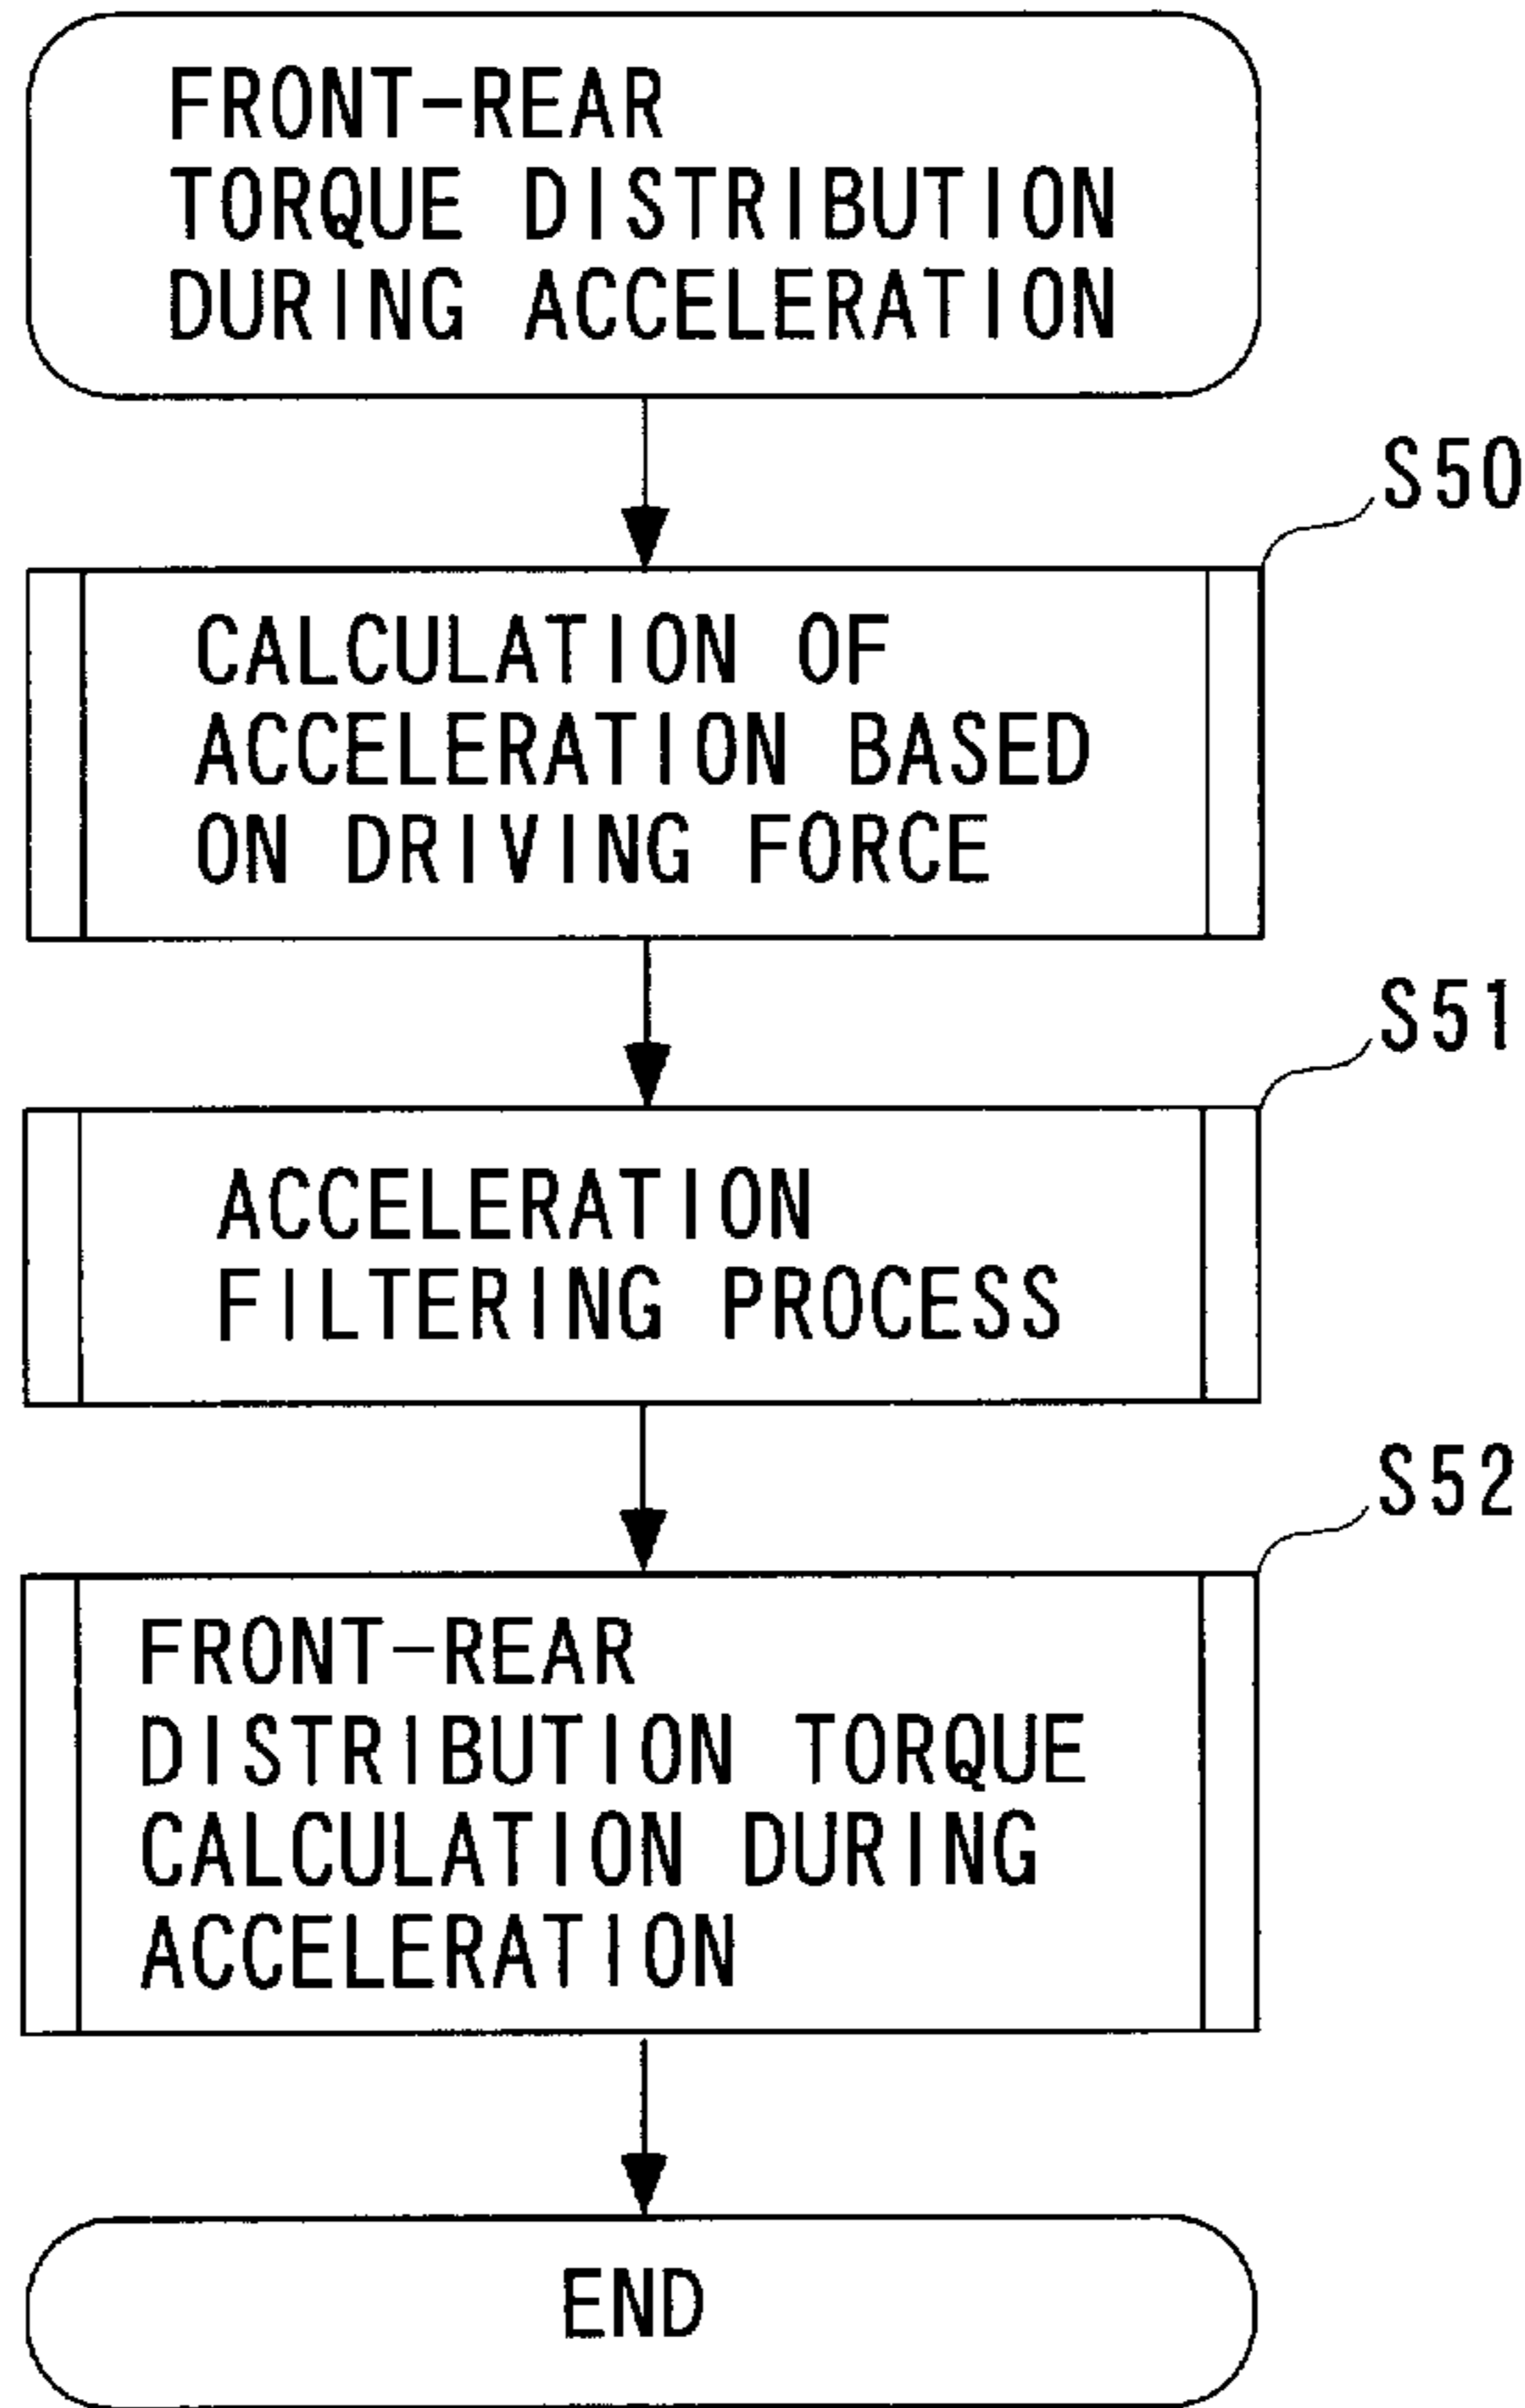 FRONT-REAR
TORQUE DISTRIBUTION
DURING ACCELERATION
S50
CALCULATION OF
ACCELERATION BASED
ON DRIVING FORCE
S51
ACCELERATION
FILTERING PROCESS
S52
FRONT-REAR
DISTRIBUTION TORQUE
CALCULATION DURING
ACCELERATION
END